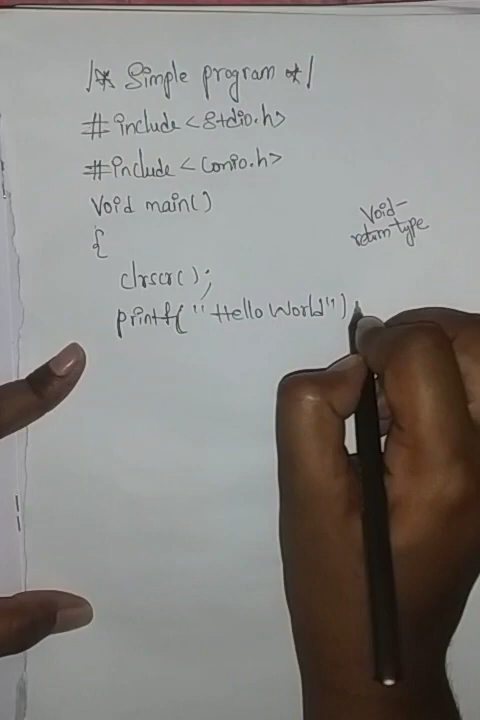 /* Simple program */
#include <Stdio.h>
#include <Conio.h>
Void main()
{
Void-
return type
clrscr();
printf("Hello World")